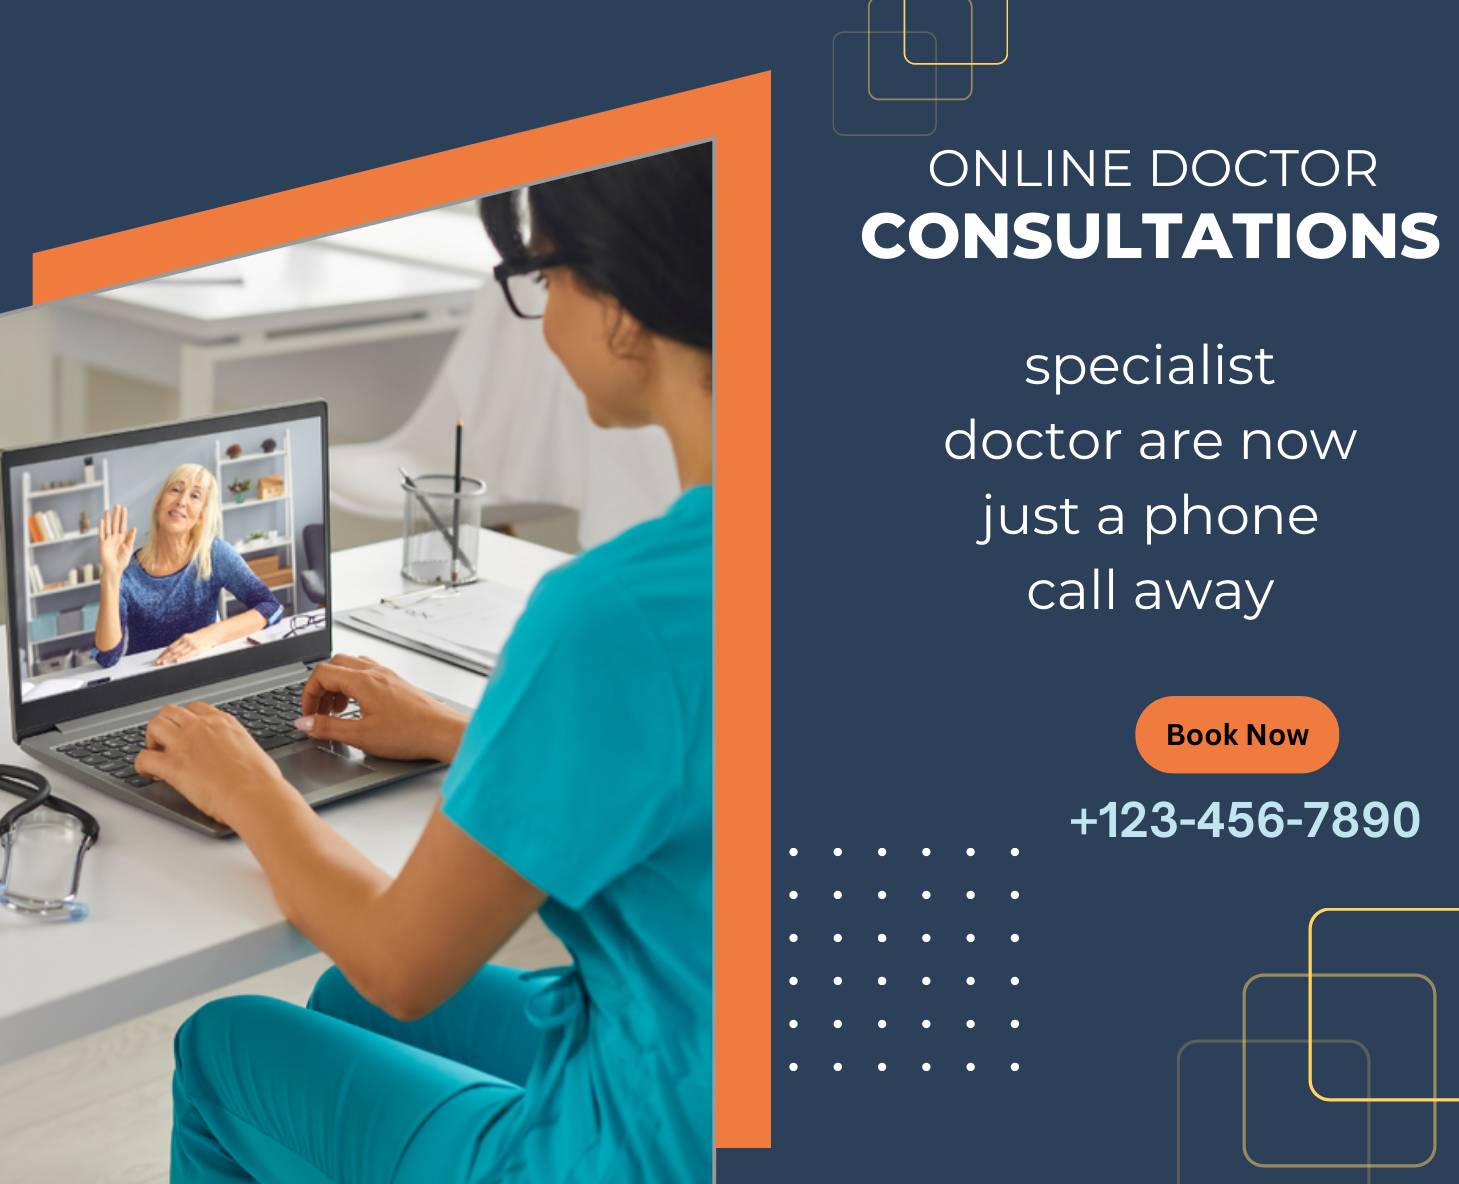 ONLINE DOCTOR
CONSULTATIONS
specialist
doctor are now
just a phone
call away
Book Now
+123-456-7890